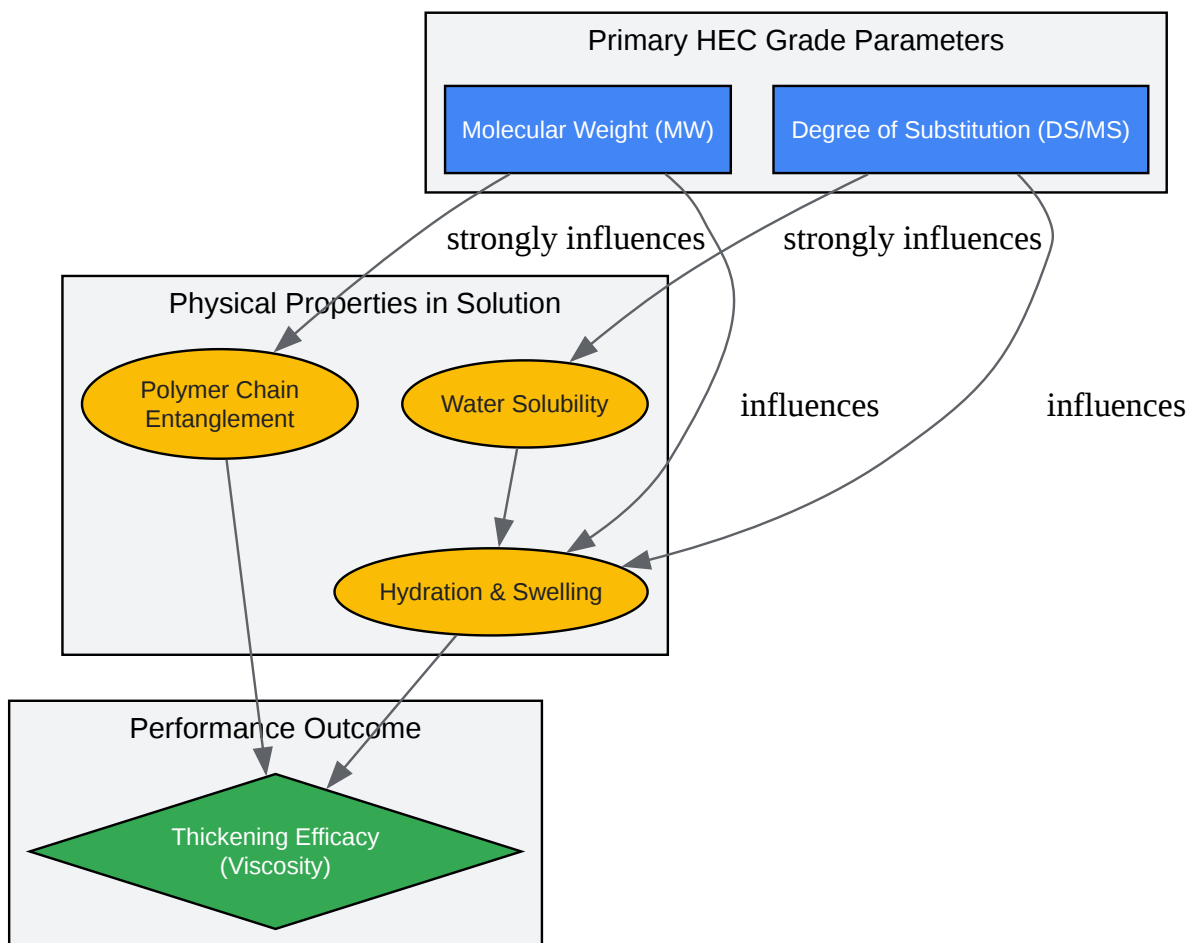 Primary HEC Grade Parameters
Molecular Weight (MW)
Degree of Substitution (DS/MS)
strongly influences
strongly influences
Physical Properties in Solution
Polymer Chain
Entanglement
Water Solubility
influences
influences
Hydration & Swelling
Performance Outcome
Thickening Efficacy
(Viscosity)